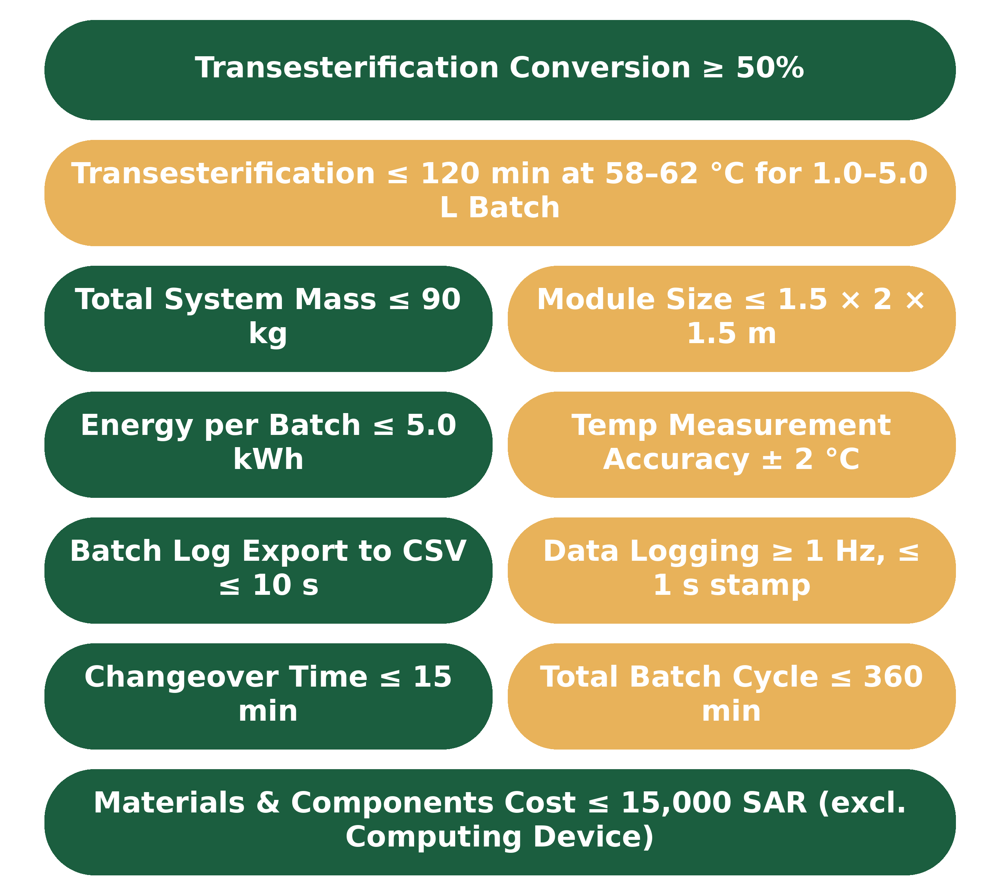 Transesterification Conversion ≥ 50%
Transesterification ≤ 120 min at 58–62 °C for 1.0–5.0
L Batch
Total System Mass ≤ 90
kg
Module Size ≤ 1.5 × 2 ×
1.5 m
Energy per Batch ≤ 5.0
kWh
Temp Measurement
Accuracy ± 2 °C
Batch Log Export to CSV
≤ 10 s
Data Logging ≥ 1 Hz, ≤
1 s stamp
Changeover Time ≤ 15
min
Total Batch Cycle ≤ 360
min
Materials & Components Cost ≤ 15,000 SAR (excl.
Computing Device)